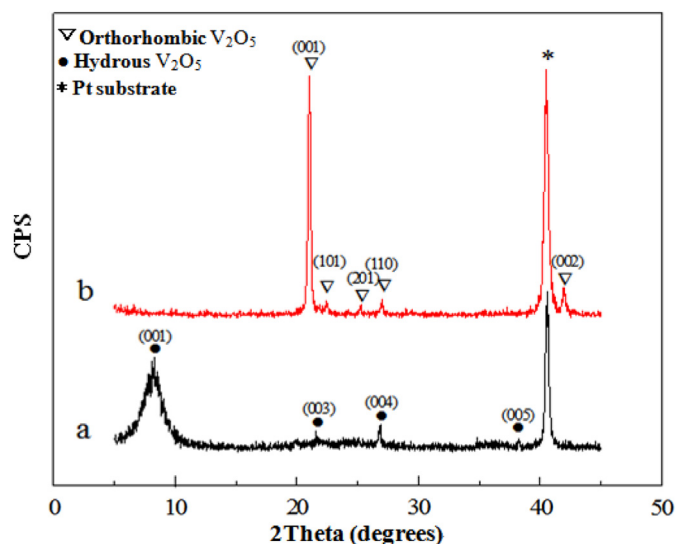 ▽ Orthorhombic V₂O₅
● Hydrous V₂O₅
* Pt substrate
(001)
*
(101)
(201)
(110)
(002)
b
(001)
(003)
(004)
(005)
a
CPS
0 10 20 30 40 50
2Theta (degrees)